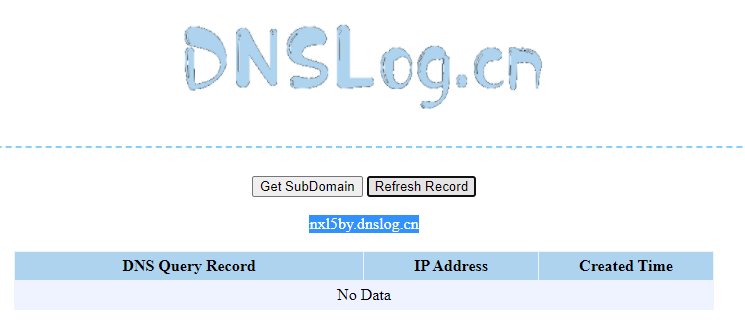 DNSLog.cn
Get SubDomain Refresh Record
nxl5by.dnslog.cn
DNS Query Record IP Address Created Time
No Data